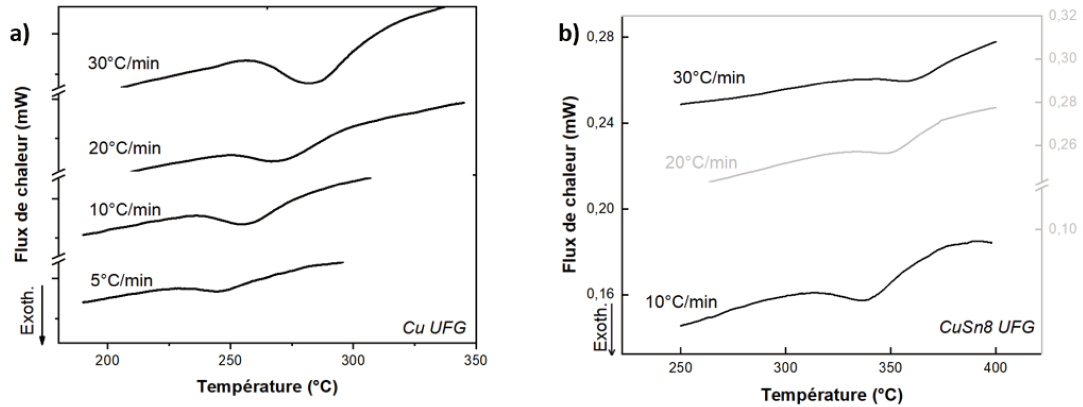 a)
30°C/min
20°C/min
10°C/min
5°C/min
Flux de chaleur (mW)
Exoth.
Cu UFG
200 250 300 350
Température (°C)
b)
0,28
0,24
0,20
0,16
Flux de chaleur (mW)
Exoth.
30°C/min
20°C/min
10°C/min
CuSn8 UFG
0,32
0,30
0,28
0,26
0,10
250 300 350 400
Température (°C)